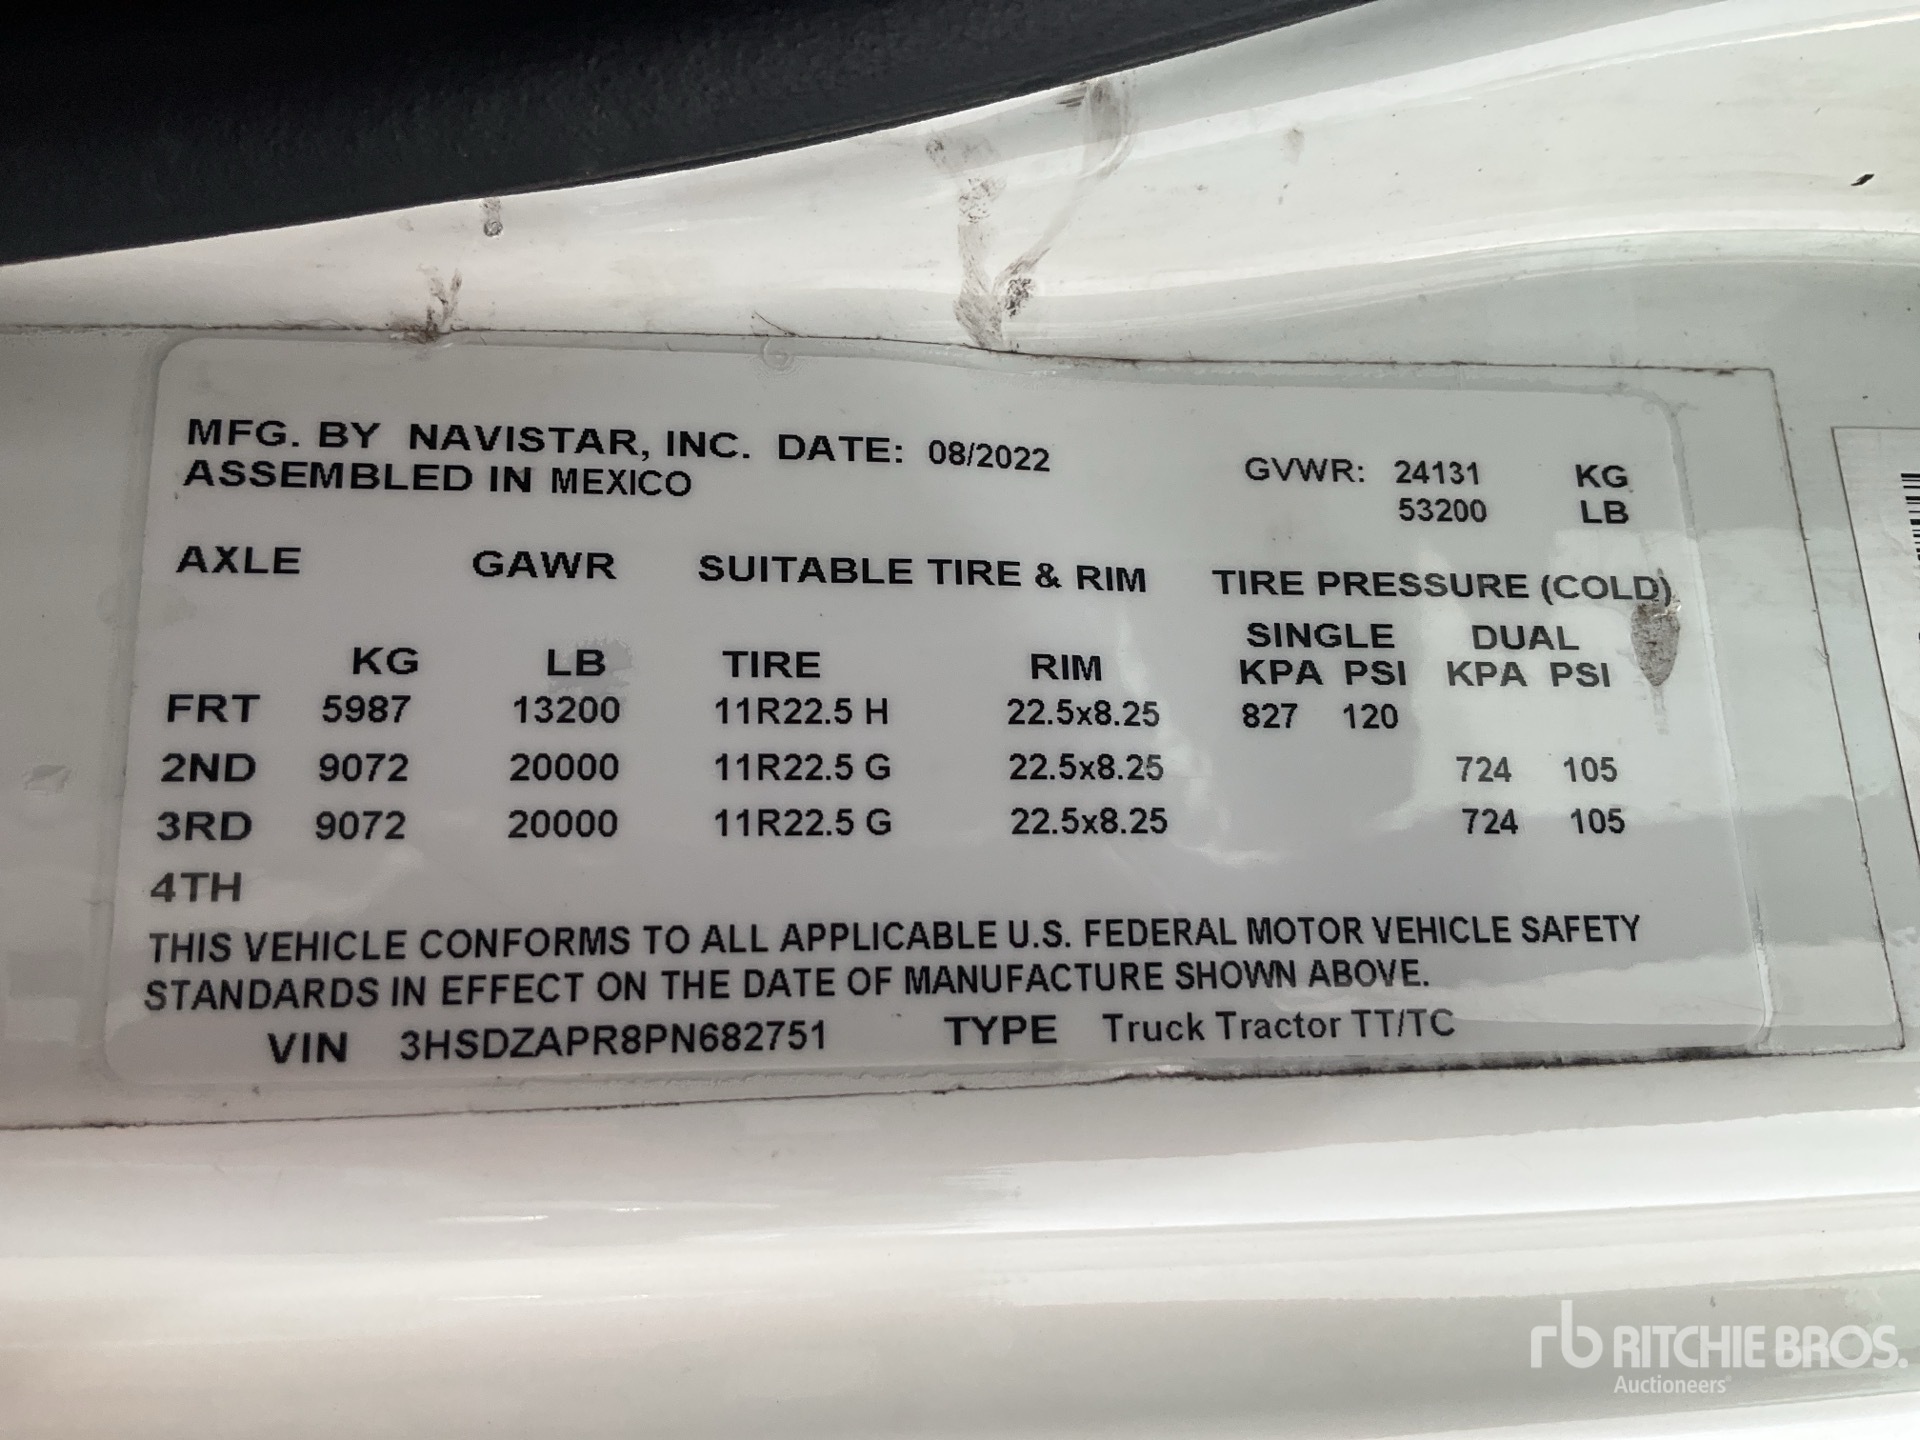 MFG. BY NAVISTAR, INC. DATE: 08/2022
ASSEMBLED IN MEXICO
GVWR: 24131 KG
53200 LB
AXLE GAWR SUITABLE TIRE & RIM TIRE PRESSURE (COLD)
SINGLE DUAL
KG LB TIRE RIM KPA PSI KPA PSI
FRT 5987 13200 11R22.5 H 22.5x8.25 827 120
2ND 9072 20000 11R22.5 G 22.5x8.25 724 105
3RD 9072 20000 11R22.5 G 22.5x8.25 724 105
4TH
THIS VEHICLE CONFORMS TO ALL APPLICABLE U.S. FEDERAL MOTOR VEHICLE SAFETY
STANDARDS IN EFFECT ON THE DATE OF MANUFACTURE SHOWN ABOVE.
VIN 3HSDZAPR8PN682751 TYPE Truck Tractor TT/TC
rb RITCHIE BROS.
Auctioneers